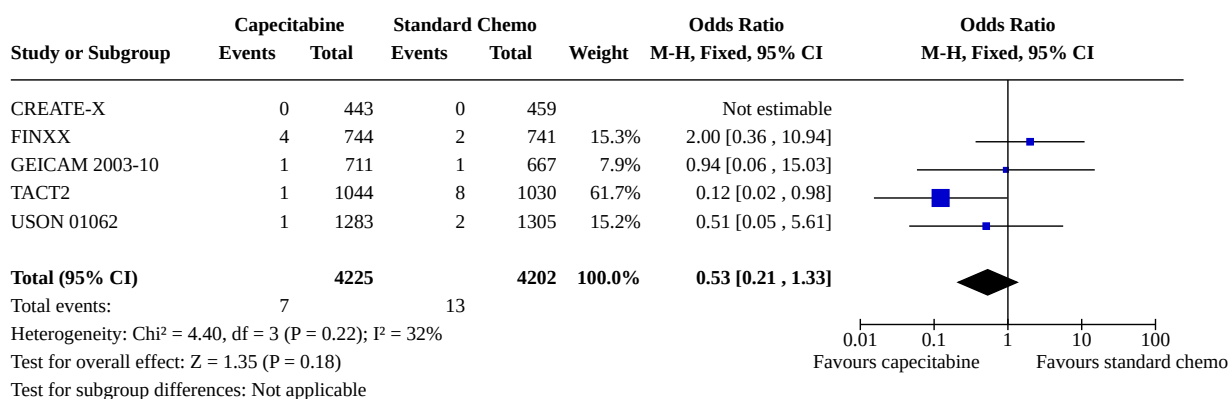 Capecitabine Standard Chemo Odds Ratio Odds Ratio
Study or Subgroup Events Total Events Total Weight M-H, Fixed, 95% CI M-H, Fixed, 95% CI
CREATE-X 0 443 0 459 Not estimable
FINXX 4 744 2 741 15.3% 2.00 [0.36 , 10.94]
GEICAM 2003-10 1 711 1 667 7.9% 0.94 [0.06 , 15.03]
TACT2 1 1044 8 1030 61.7% 0.12 [0.02 , 0.98]
USON 01062 1 1283 2 1305 15.2% 0.51 [0.05 , 5.61]
Total (95% CI) 4225 4202 100.0% 0.53 [0.21 , 1.33]
Total events: 7 13
Heterogeneity: Chi² = 4.40, df = 3 (P = 0.22); I² = 32%
Test for overall effect: Z = 1.35 (P = 0.18)
Test for subgroup differences: Not applicable
0.01 0.1 1 10 100
Favours capecitabine Favours standard chemo